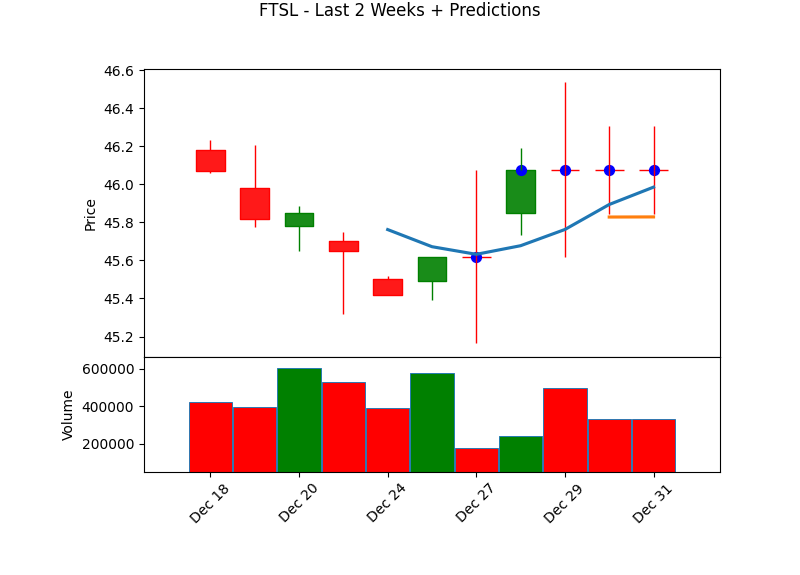 FTSL - Last 2 Weeks + Predictions
46.6
46.4
46.2
46.0
45.8
45.6
45.4
45.2
Price
600000
400000
200000
Volume
Dec 18
Dec 20
Dec 24
Dec 27
Dec 29
Dec 31